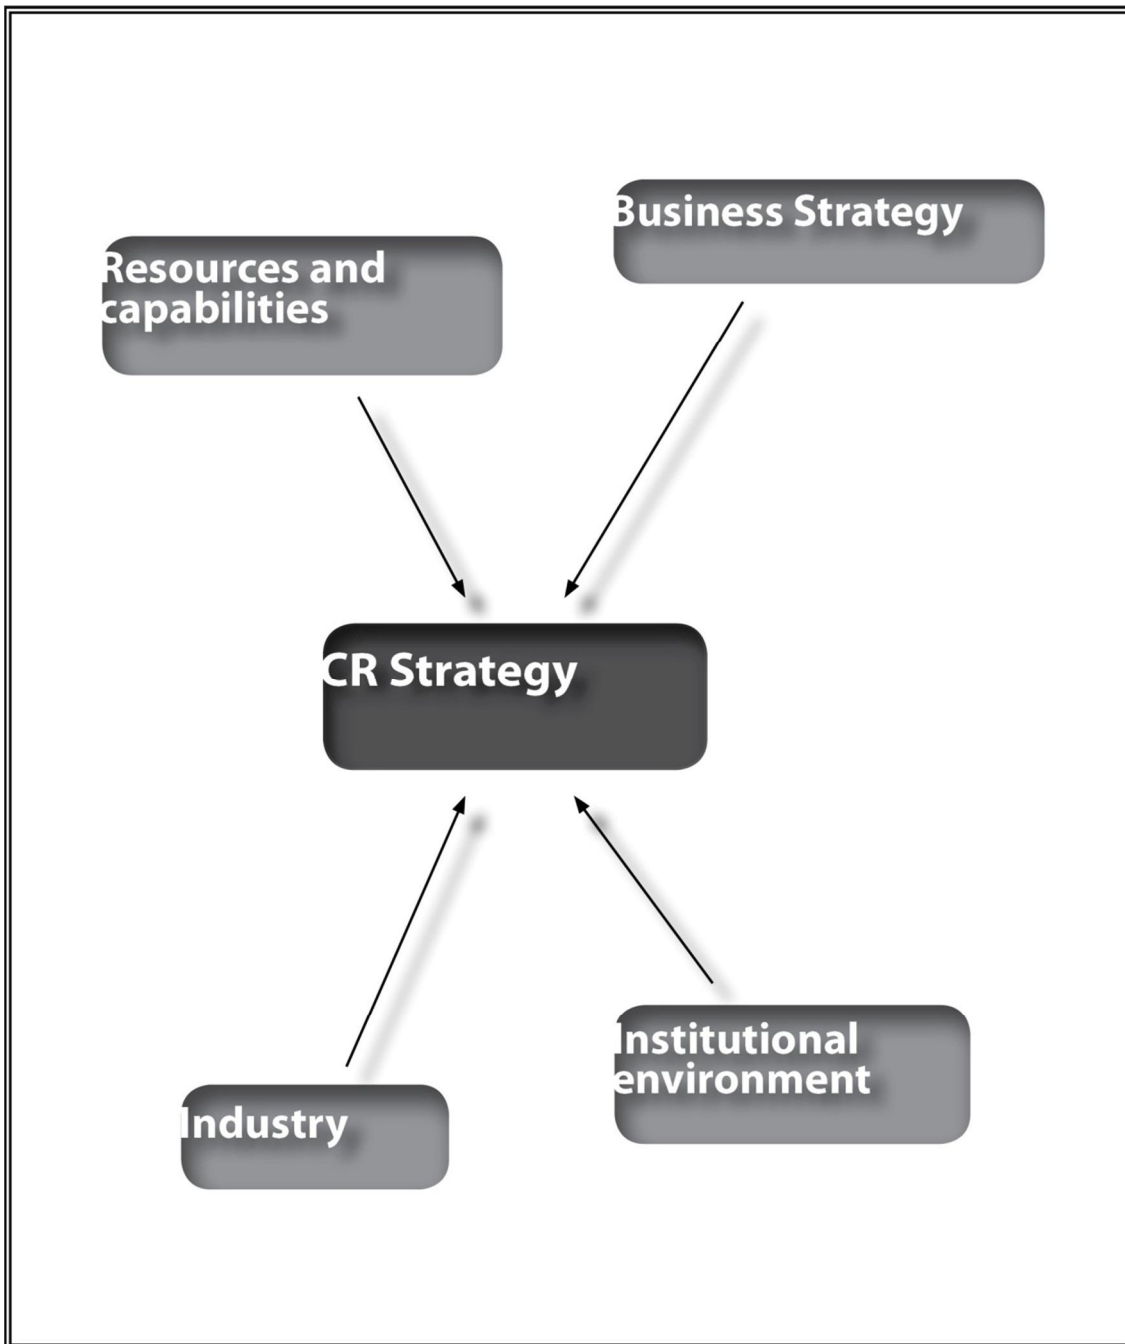 Business Strategy
Resources and
capabilities
CR Strategy
Institutional
environment
Industry